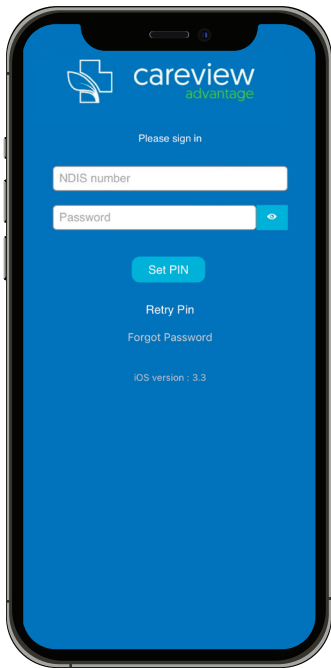 careview
advantage
Please sign in
NDIS number
Password
Set PIN
Retry Pin
Forgot Password
iOS version : 3.3